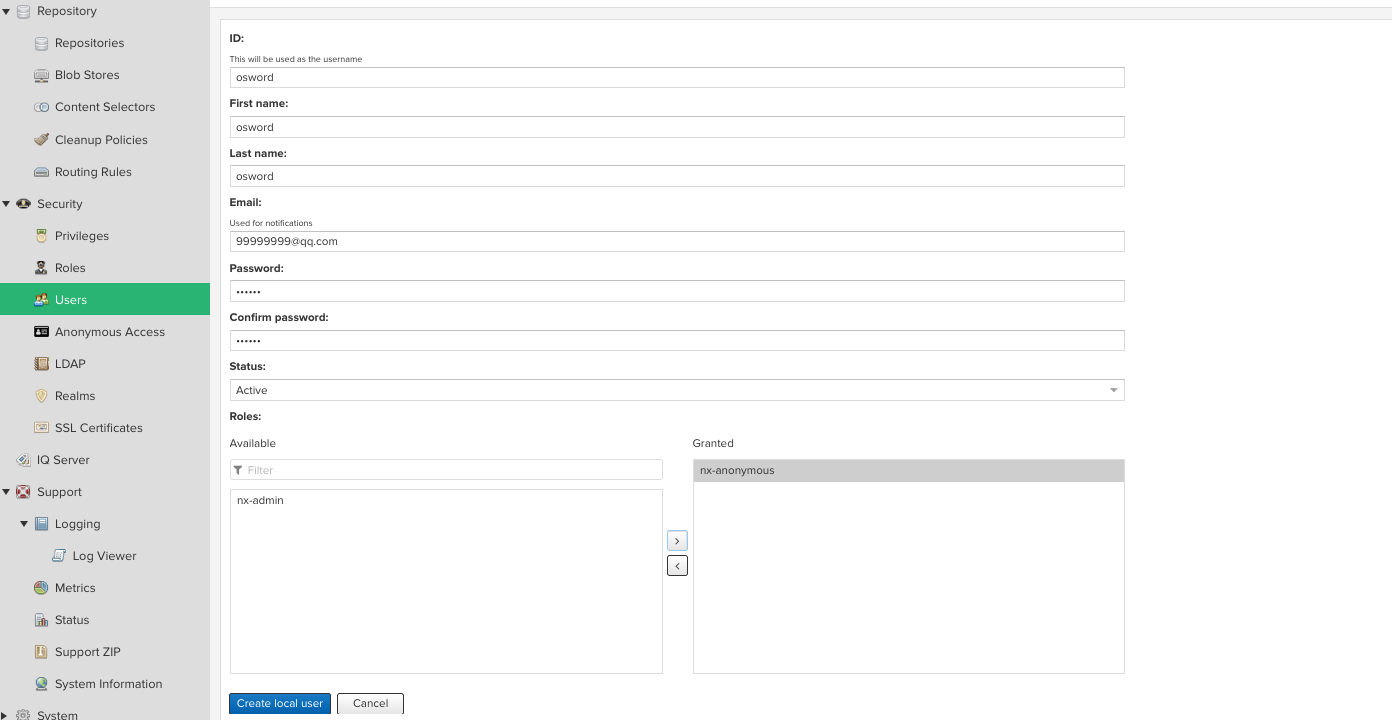 Repository
Repositories
Blob Stores
Content Selectors
Cleanup Policies
Routing Rules
Security
Privileges
Roles
Users
Anonymous Access
LDAP
Realms
SSL Certificates
IQ Server
Support
Logging
Log Viewer
Metrics
Status
Support ZIP
System Information
System
ID:
This will be used as the username
osword
First name:
osword
Last name:
osword
Email:
Used for notifications
99999999@qq.com
Password:
••••••
Confirm password:
••••••
Status:
Active
Roles:
Available
Filter
nx-admin
>
<
Granted
nx-anonymous
Create local user
Cancel